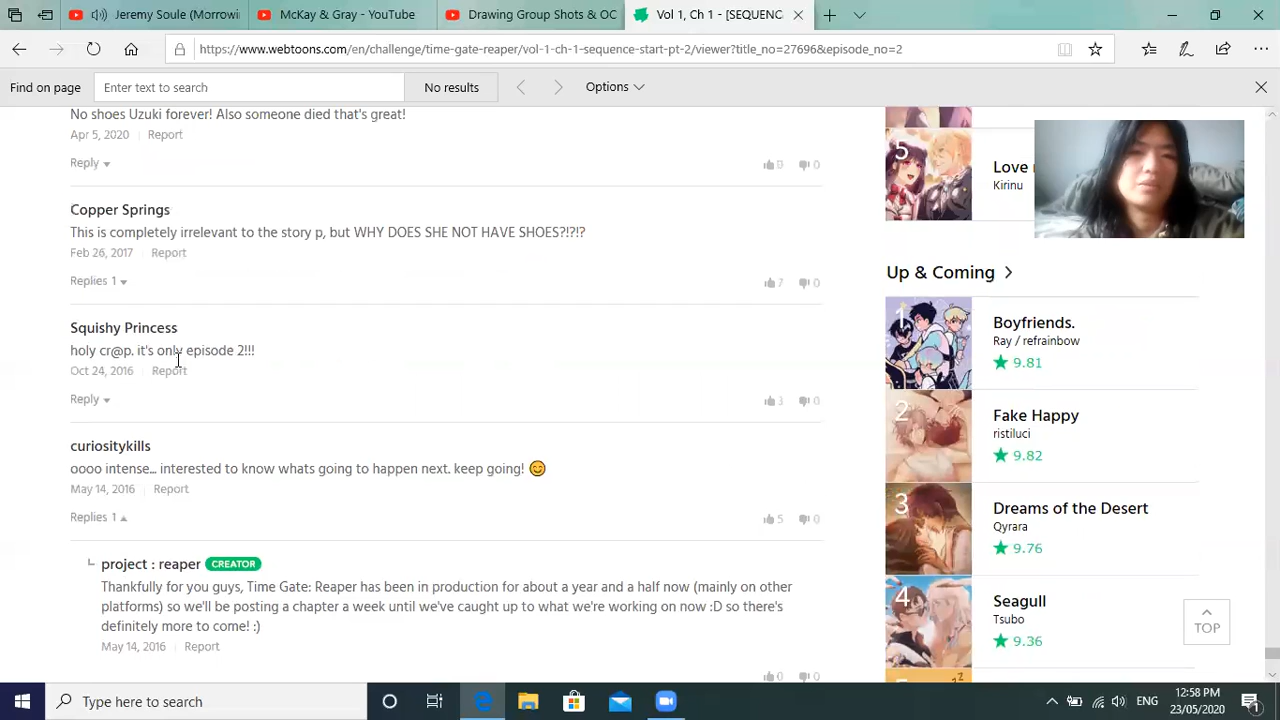 Jeremy Soule (Morrowi
McKay & Gray -
Drawing Group Shots & OC
Vol 1, Ch 1 - [SEQUENC
https://www.webtoons.com/en/challenge/time-gate-reaper/vol-1-ch-1-sequence-start-pt-2/viewer?title_no=27696&episode_no=2
Find on page
Enter text to search
No results
Options
No shoes Uzuki forever! Also someone died that's great!
Apr 5, 2020
Report
Reply
0
Copper Springs
This is completely irrelevant to the story p, but WHY DOES SHE NOT HAVE SHOES?!?!?
Feb 26, 2017
Report
Replies 1
7
0
Squishy Princess
holy cr@p. it's only episode 2!!!
Oct 24, 2016
Report
Reply
3
0
curiositykills
oooo intense... interested to know whats going to happen next. keep going! 😊
May 14, 2016
Report
Replies 1
5
0
project : reaper CREATOR
Thankfully for you guys, Time Gate: Reaper has been in production for about a year and a half now (mainly on other
platforms) so we'll be posting a chapter a week until we've caught up to what we're working on now :D so there's
definitely more to come! :)
May 14, 2016
Report
0
0
5
Love
Kirinu
Up & Coming
1
Boyfriends.
Ray / refrainbow
9.81
2
Fake Happy
ristiluci
9.82
3
Dreams of the Desert
Qyrara
9.76
4
Seagull
Tsubo
9.36
TOP
Type here to search
ENG
12:58 PM
23/05/2020
1